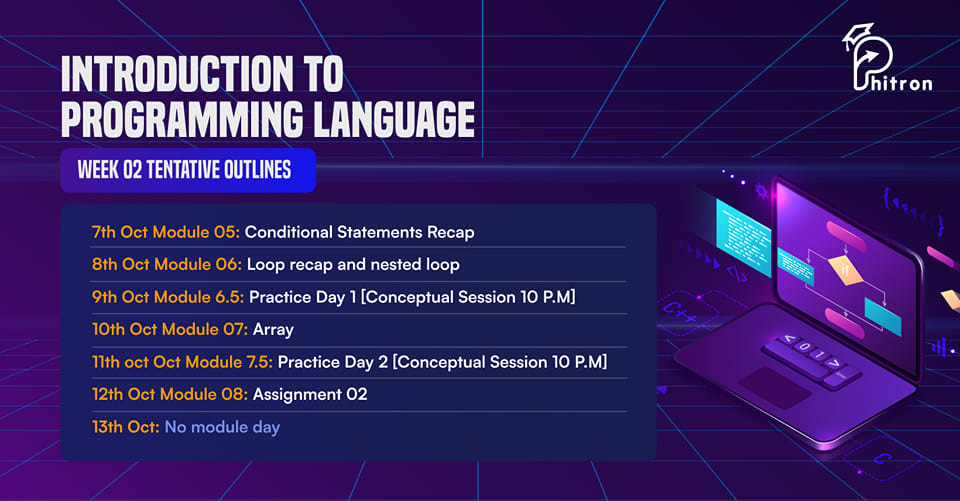 INTRODUCTION TO
PROGRAMMING LANGUAGE
WEEK 02 TENTATIVE OUTLINES
7th Oct Module 05: Conditional Statements Recap
8th Oct Module 06: Loop recap and nested loop
9th Oct Module 6.5: Practice Day 1 [Conceptual Session 10 P.M]
10th Oct Module 07: Array
11th oct Oct Module 7.5: Practice Day 2 [Conceptual Session 10 P.M]
12th Oct Module 08: Assignment 02
13th Oct: No module day
Phitron
if
</>
C++
< 0 1 >
C